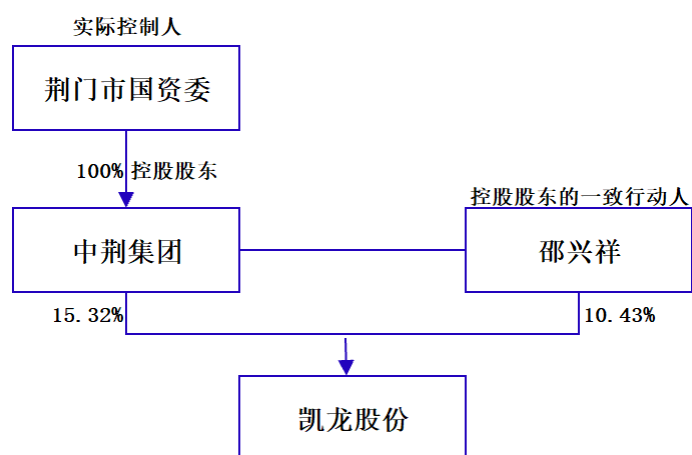 实际控制人
荆门市国资委
100% 控股股东
控股股东的一致行动人
中荆集团
邵兴祥
15.32%
10.43%
凯龙股份